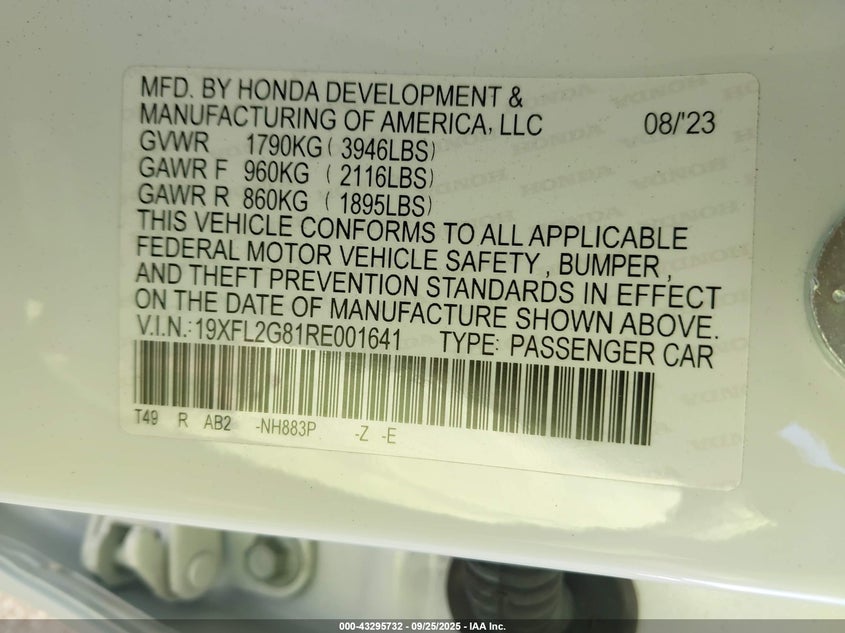 MFD. BY HONDA DEVELOPMENT &
MANUFACTURING OF AMERICA, LLC 08/'23
GVWR 1790KG ( 3946LBS)
GAWR F 960KG ( 2116LBS)
GAWR R 860KG ( 1895LBS)
THIS VEHICLE CONFORMS TO ALL APPLICABLE
FEDERAL MOTOR VEHICLE SAFETY , BUMPER ,
AND THEFT PREVENTION STANDARDS IN EFFECT
ON THE DATE OF MANUFACTURE SHOWN ABOVE.
V.I.N.:19XFL2G81RE001641 TYPE: PASSENGER CAR
T49 R AB2 -NH883P -Z -E
000-43295732 - 09/25/2025 - IAA Inc.